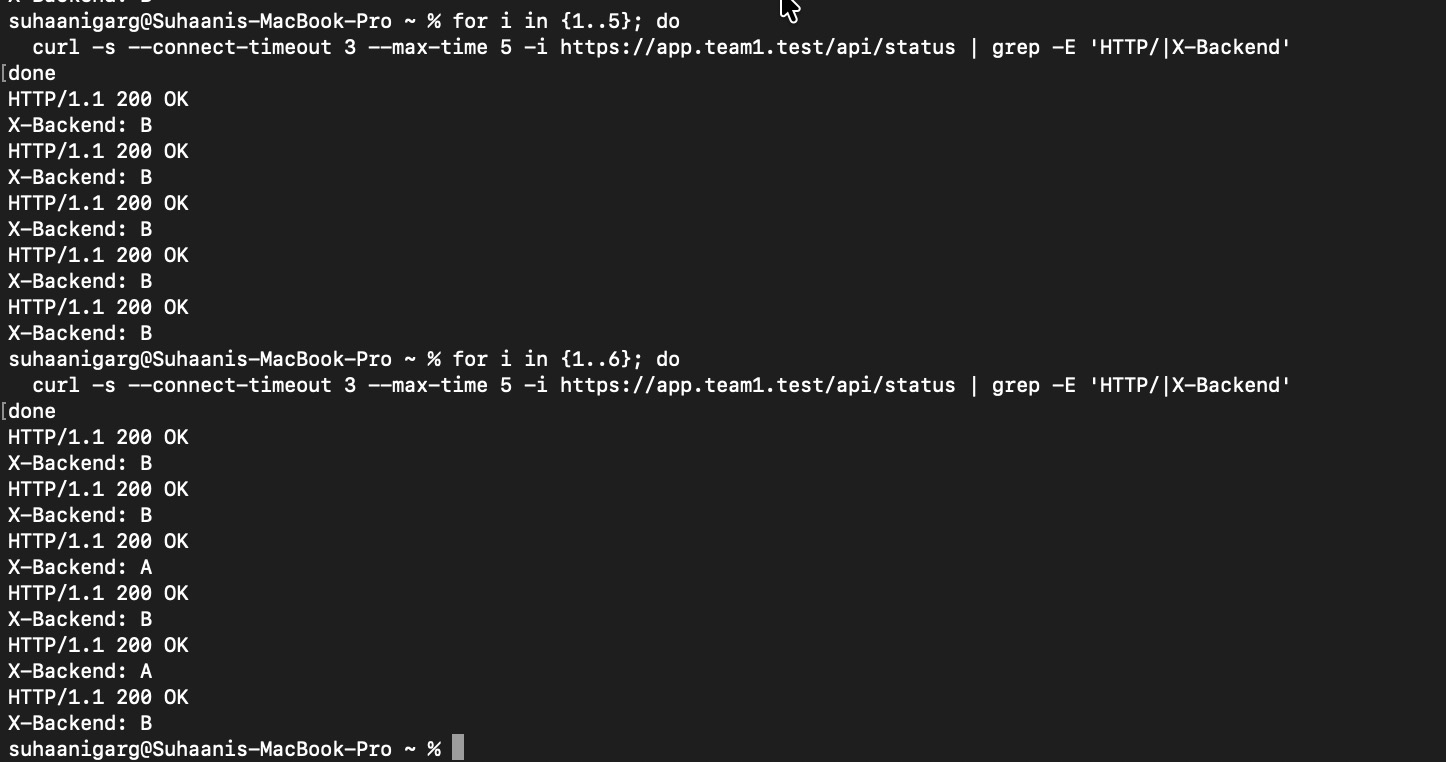 suhaanigarg@Suhaanis-MacBook-Pro ~ % for i in {1..5}; do
  curl -s --connect-timeout 3 --max-time 5 -i https://app.team1.test/api/status | grep -E 'HTTP/|X-Backend'
[done
HTTP/1.1 200 OK
X-Backend: B
HTTP/1.1 200 OK
X-Backend: B
HTTP/1.1 200 OK
X-Backend: B
HTTP/1.1 200 OK
X-Backend: B
HTTP/1.1 200 OK
X-Backend: B
suhaanigarg@Suhaanis-MacBook-Pro ~ % for i in {1..6}; do
  curl -s --connect-timeout 3 --max-time 5 -i https://app.team1.test/api/status | grep -E 'HTTP/|X-Backend'
[done
HTTP/1.1 200 OK
X-Backend: B
HTTP/1.1 200 OK
X-Backend: B
HTTP/1.1 200 OK
X-Backend: A
HTTP/1.1 200 OK
X-Backend: B
HTTP/1.1 200 OK
X-Backend: A
HTTP/1.1 200 OK
X-Backend: B
suhaanigarg@Suhaanis-MacBook-Pro ~ %